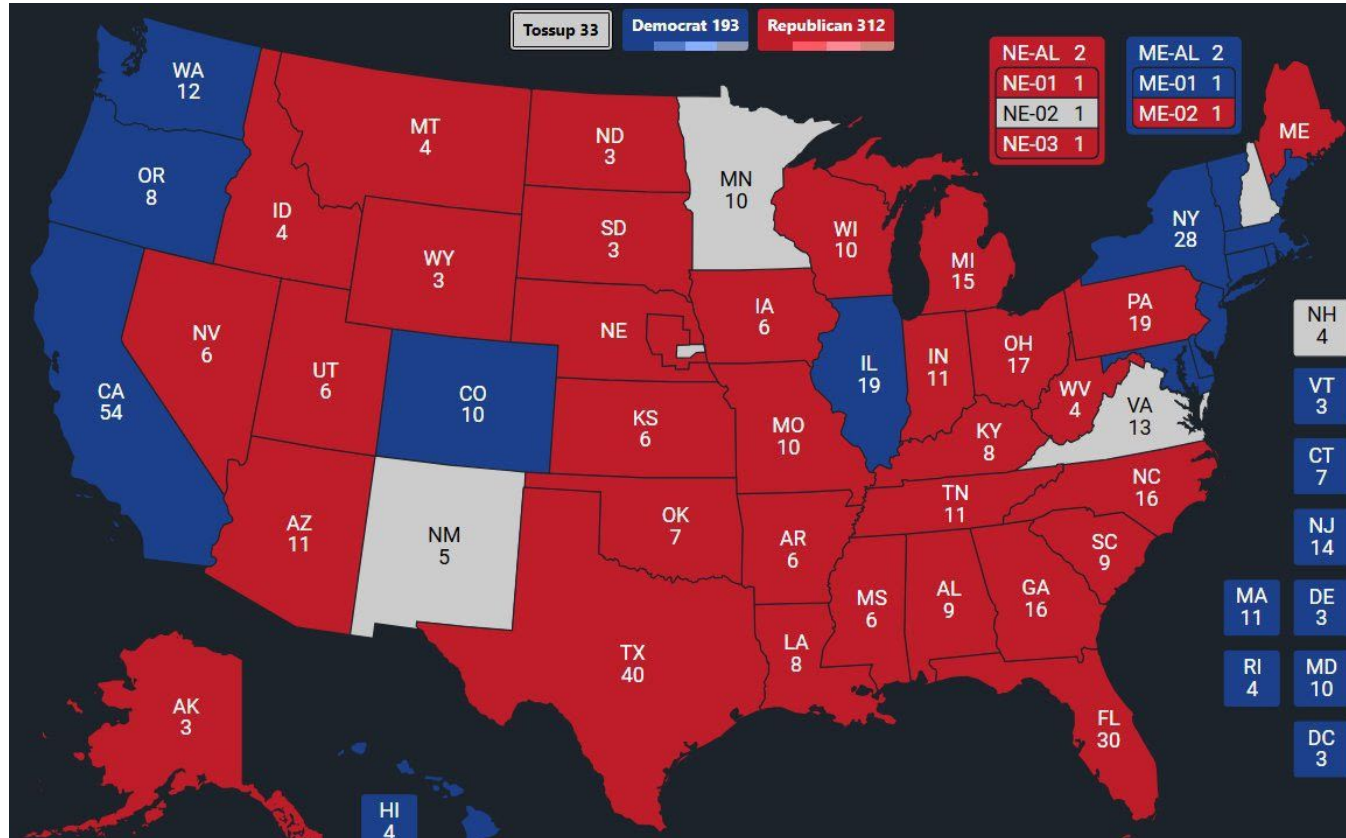 Tossup 33
Democrat 193
Republican 312
NE-AL 2
NE-01 1
NE-02 1
NE-03 1
ME-AL 2
ME-01 1
ME-02 1
WA
12
OR
8
CA
54
NV
6
ID
4
MT
4
WY
3
UT
6
AZ
11
CO
10
NM
5
ND
3
SD
3
NE
KS
6
OK
7
TX
40
MN
10
IA
6
MO
10
AR
6
LA
8
WI
10
IL
19
MI
15
IN
11
OH
17
KY
8
TN
11
MS
6
AL
9
GA
16
FL
30
SC
9
NC
16
VA
13
WV
4
PA
19
NY
28
ME
NH
4
VT
3
CT
7
NJ
14
MA
11
DE
3
RI
4
MD
10
DC
3
AK
3
HI
4